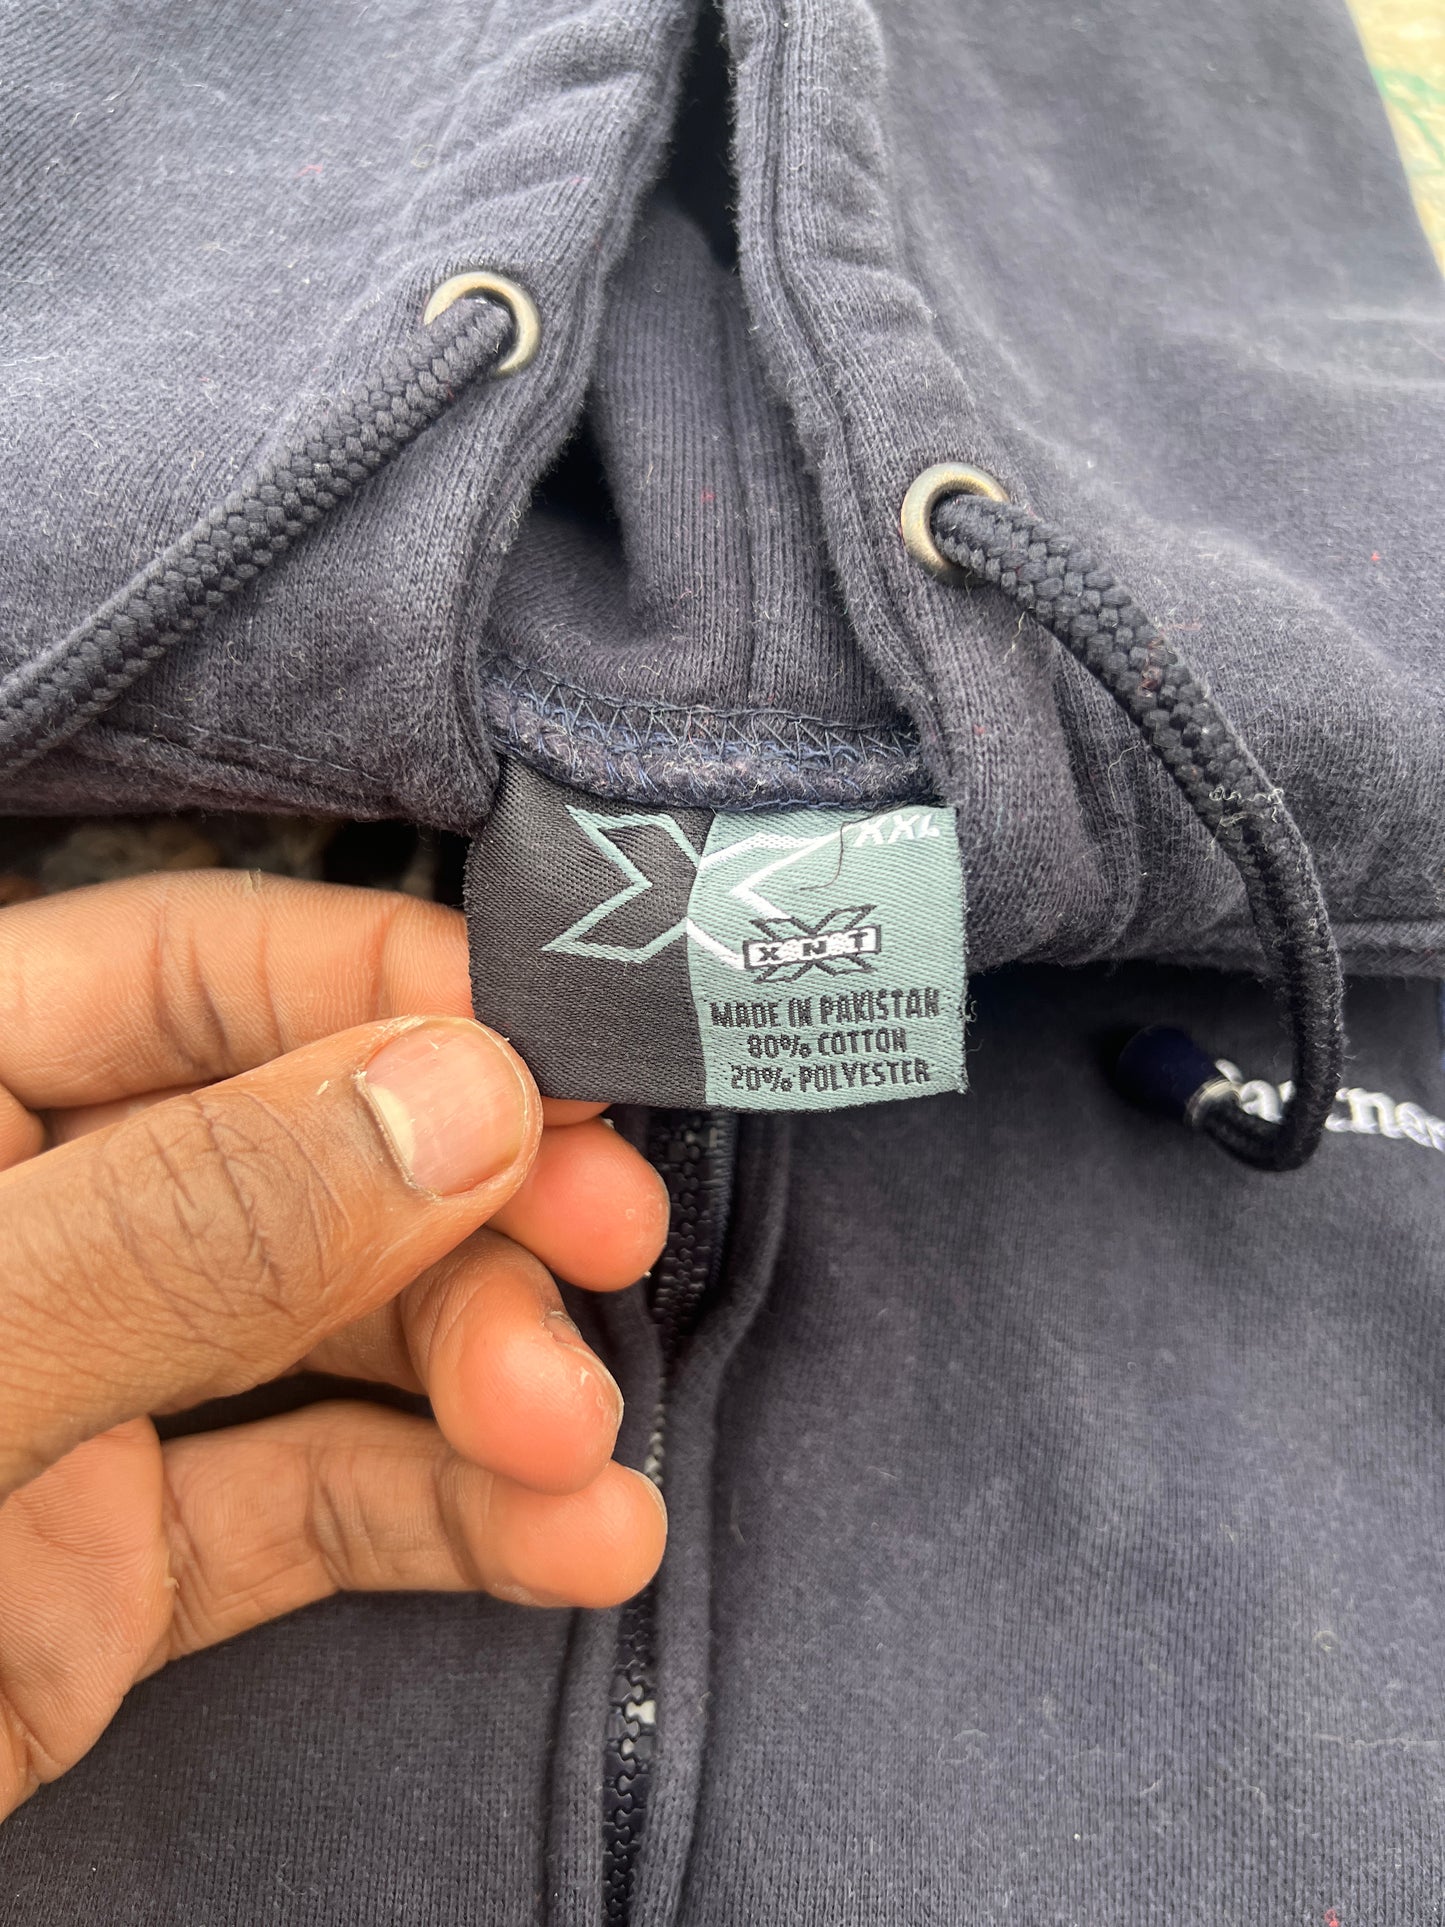 XXL
MADE IN PAKISTAN
80% COTTON
20% POLYESTER